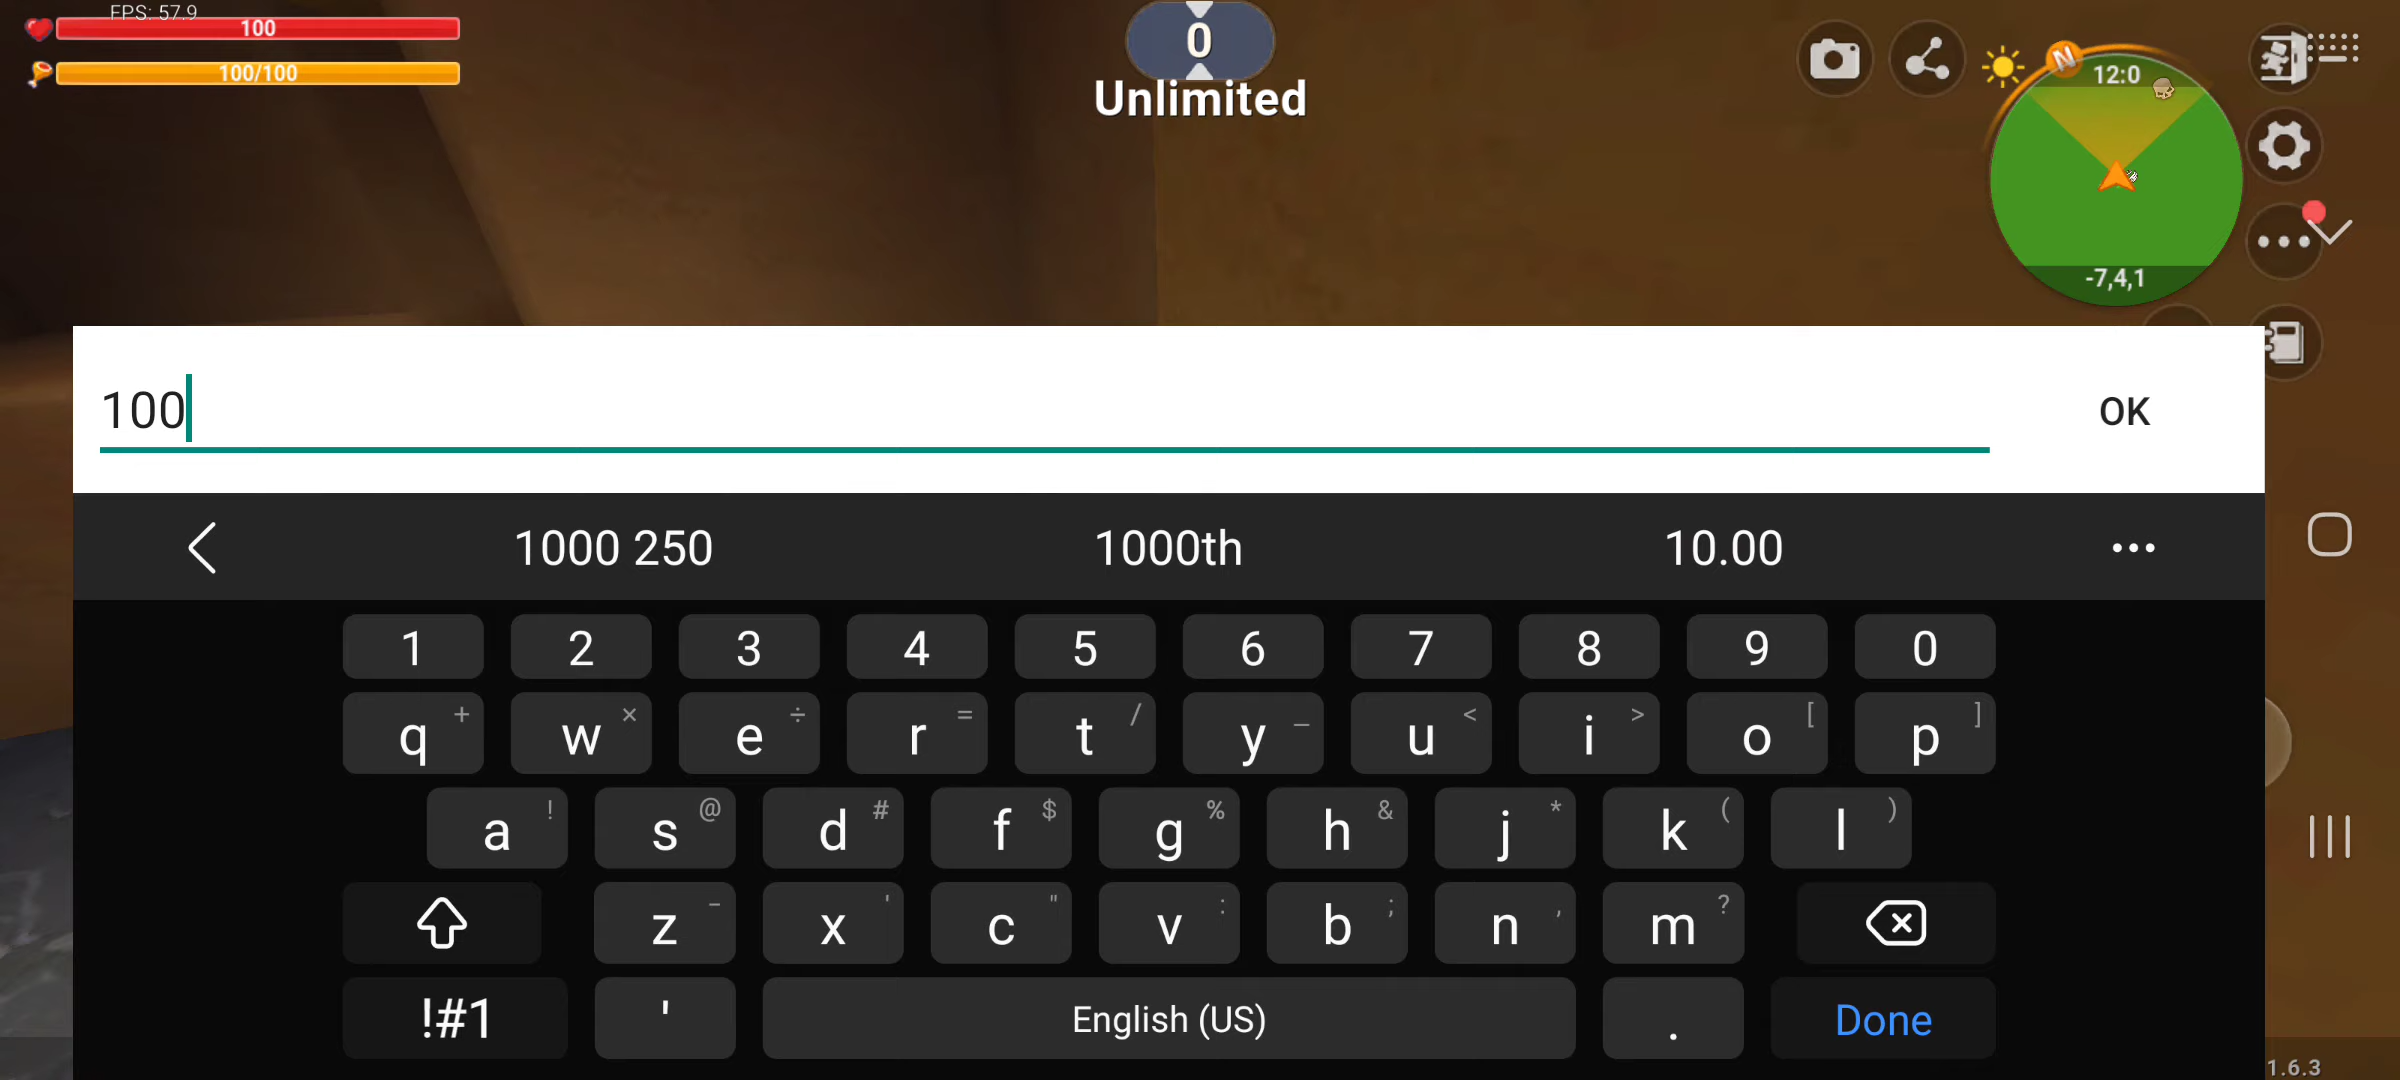 FPS: 57.9
100
100/100
0
Unlimited
N
12:0
-7,4,1
100
OK
1000 250
1000th
10.00
1 2 3 4 5 6 7 8 9 0
q + w × e ÷ r = t / y _ u < i > o [ p ]
a ! s @ d # f $ g % h & j * k ( l )
z - x ' c " v : b ; n , m ?
!#1 ' English (US) . Done
1.6.3